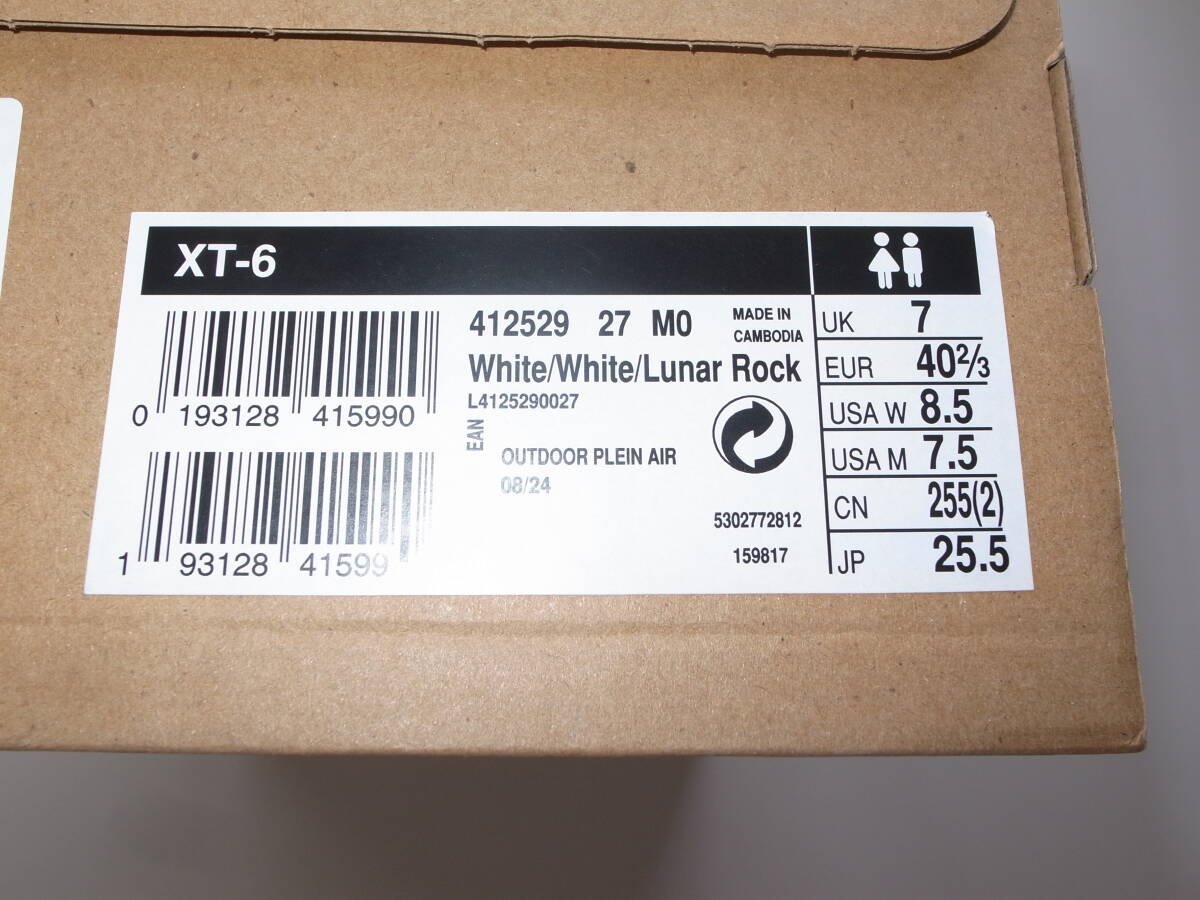 XT-6
0 193128 415990
1 93128 41599
412529 27 M0
MADE IN
CAMBODIA
White/White/Lunar Rock
L4125290027
EAN
OUTDOOR PLEIN AIR
08/24
5302772812
159817
UK 7
EUR 40⅔
USA W 8.5
USA M 7.5
CN 255(2)
JP 25.5